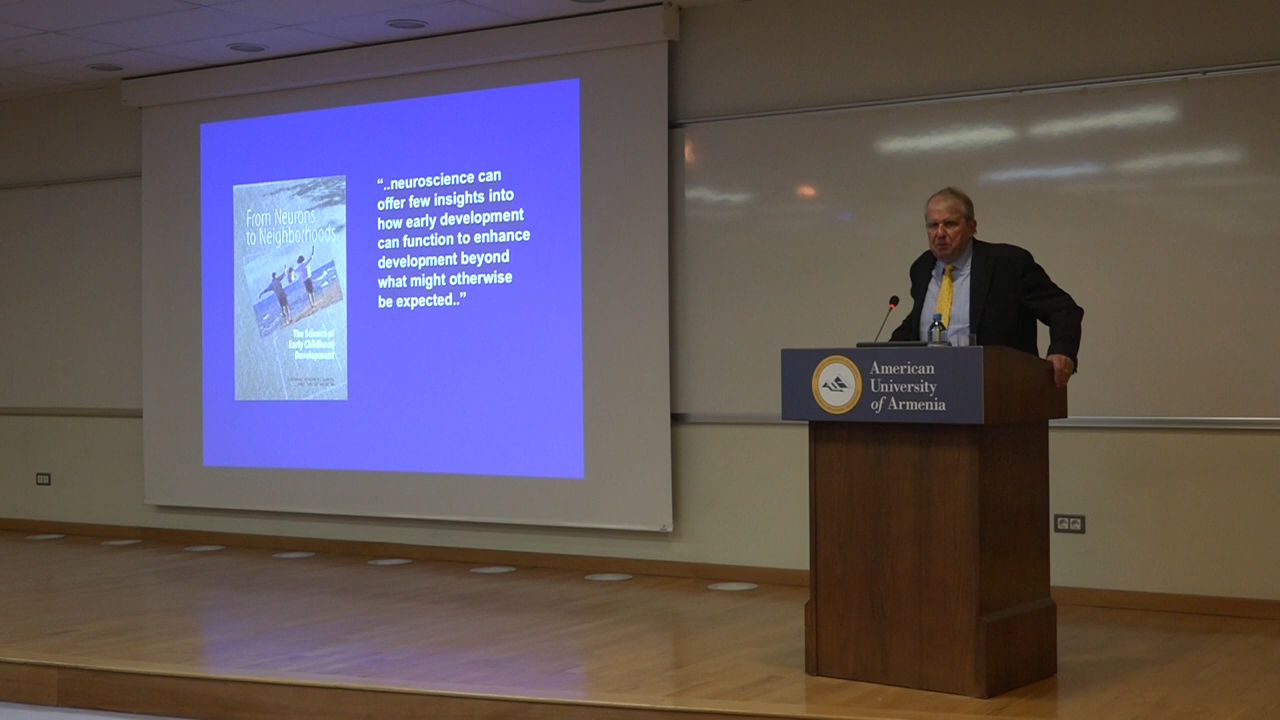 From Neurons
to Neighborhoods
The Science of
Early Childhood
Development
“..neuroscience can
offer few insights into
how early development
can function to enhance
development beyond
what might otherwise
be expected..”
American
University
of Armenia